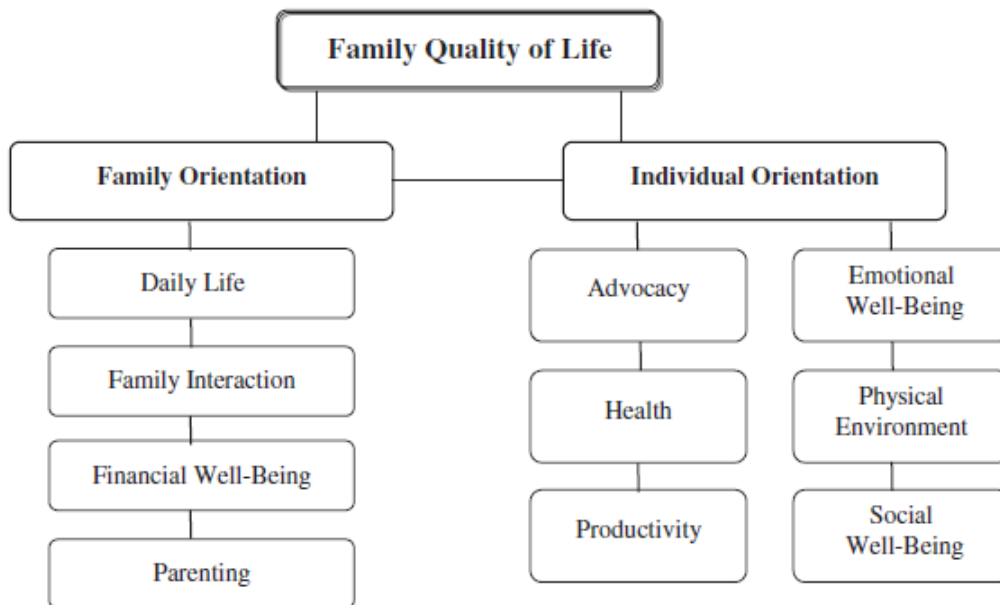 Family Quality of Life
Family Orientation
Individual Orientation
Daily Life
Family Interaction
Financial Well-Being
Parenting
Advocacy
Health
Productivity
Emotional
Well-Being
Physical
Environment
Social
Well-Being